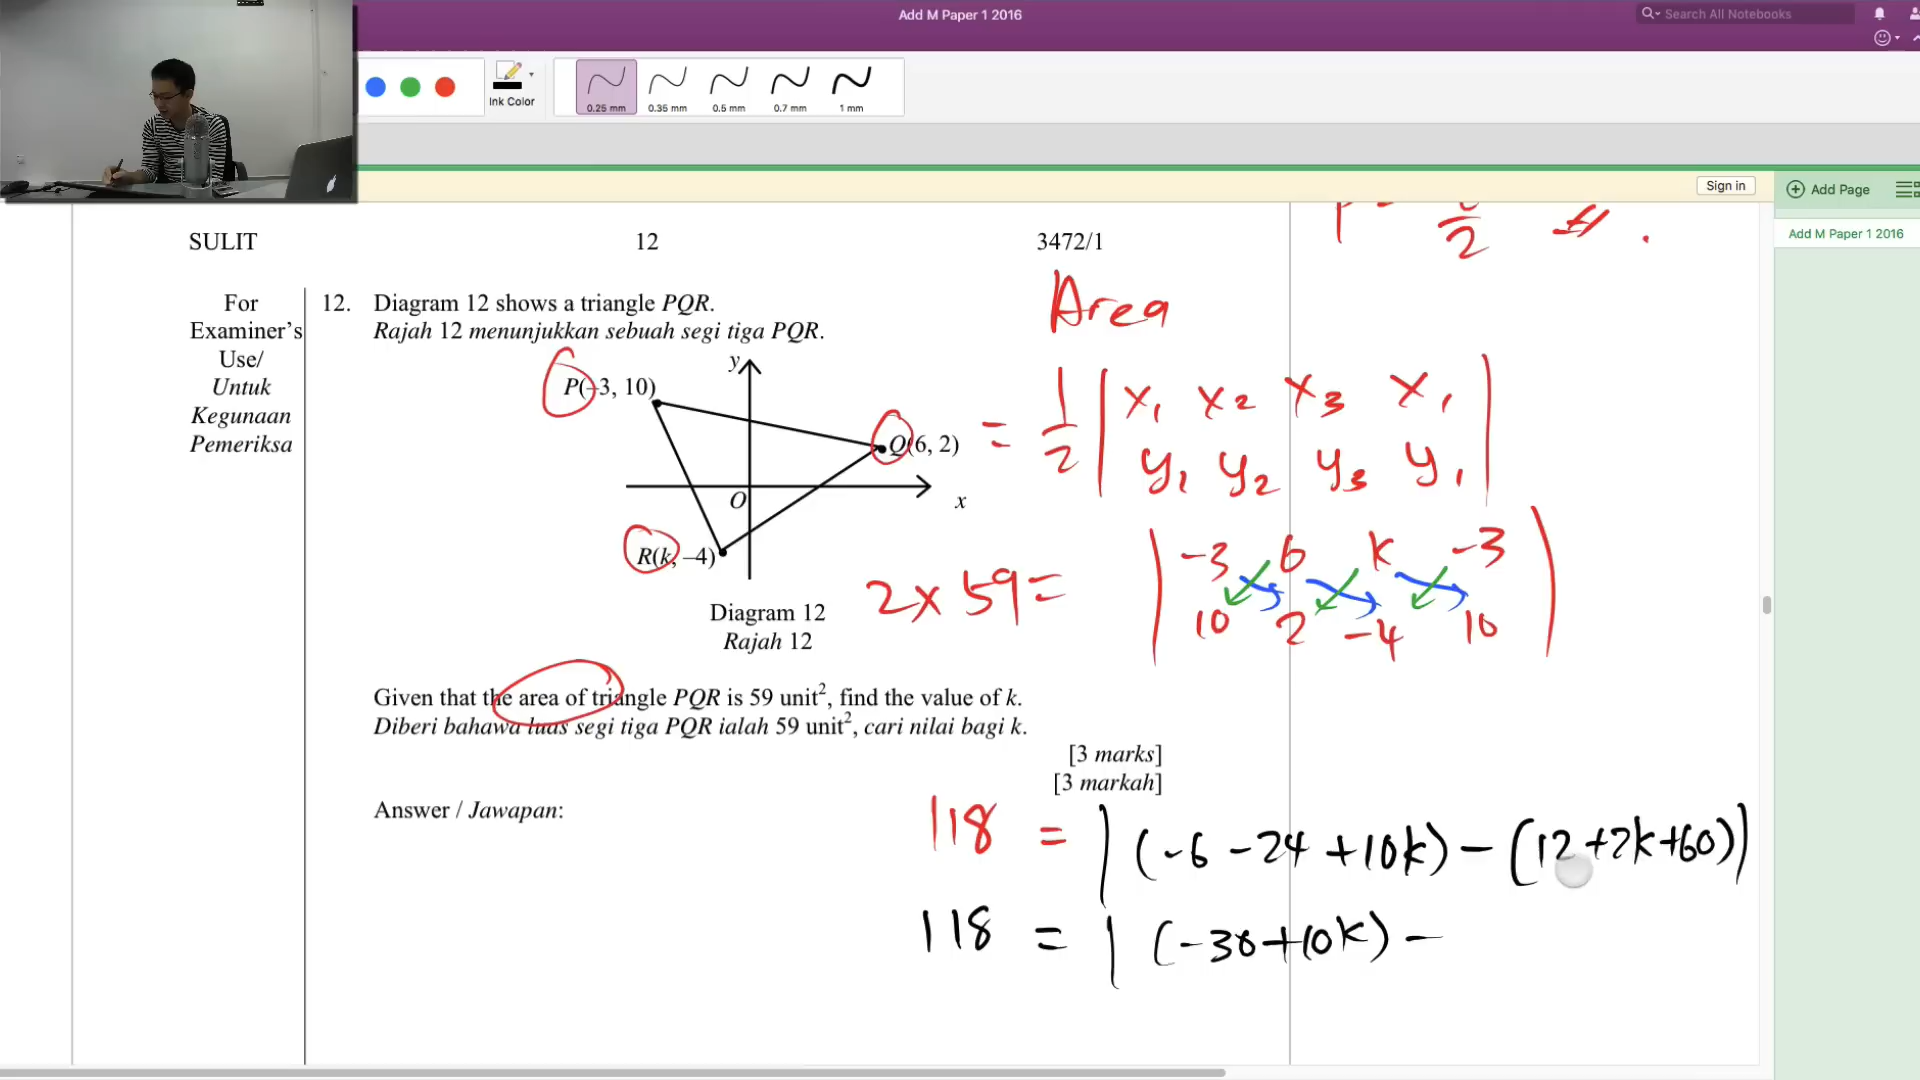 Add M Paper 1 2016
Search All Notebooks
Ink Color
0.25 mm 0.35 mm 0.5 mm 0.7 mm 1 mm
Sign in
Add Page
Add M Paper 1 2016
SULIT 12 3472/1
For
Examiner's
Use/
Untuk
Kegunaan
Pemeriksa
12. Diagram 12 shows a triangle PQR.
Rajah 12 menunjukkan sebuah segi tiga PQR.
y
P(–3, 10)
Q(6, 2)
O
x
R(k, –4)
Diagram 12
Rajah 12
Area
= 1/2 | x₁ x₂ x₃ x₁ |
y₁ y₂ y₃ y₁
2 × 59 = | -3 6 k -3 |
10 2 -4 10
Given that the area of triangle PQR is 59 unit², find the value of k.
Diberi bahawa luas segi tiga PQR ialah 59 unit², cari nilai bagi k.
[3 marks]
[3 markah]
Answer / Jawapan:
118 = | (-6 -24 +10k) - (12+2k+60) |
118 = | (-30+10k) -